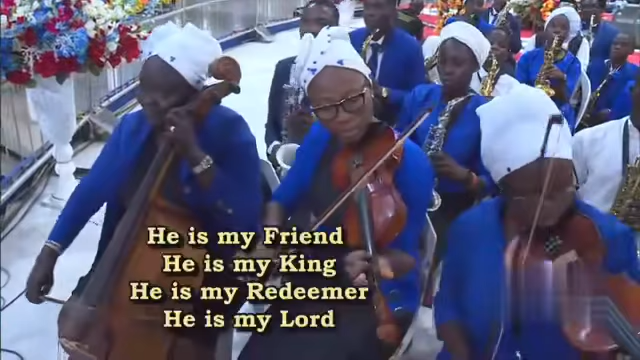 He is my Friend
He is my King
He is my Redeemer
He is my Lord